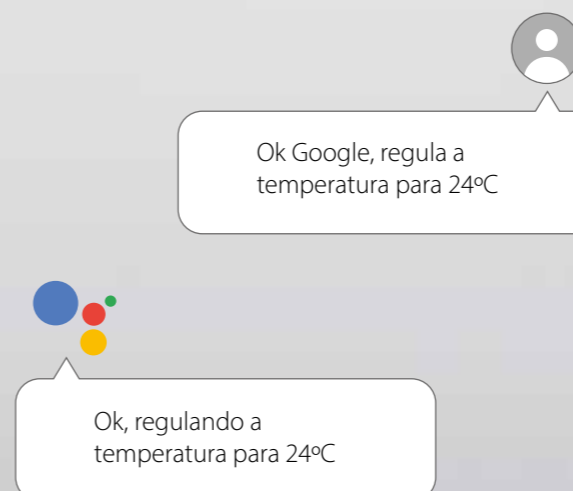 Ok Google, regula a
temperatura para 24ºC
Ok, regulando a
temperatura para 24ºC